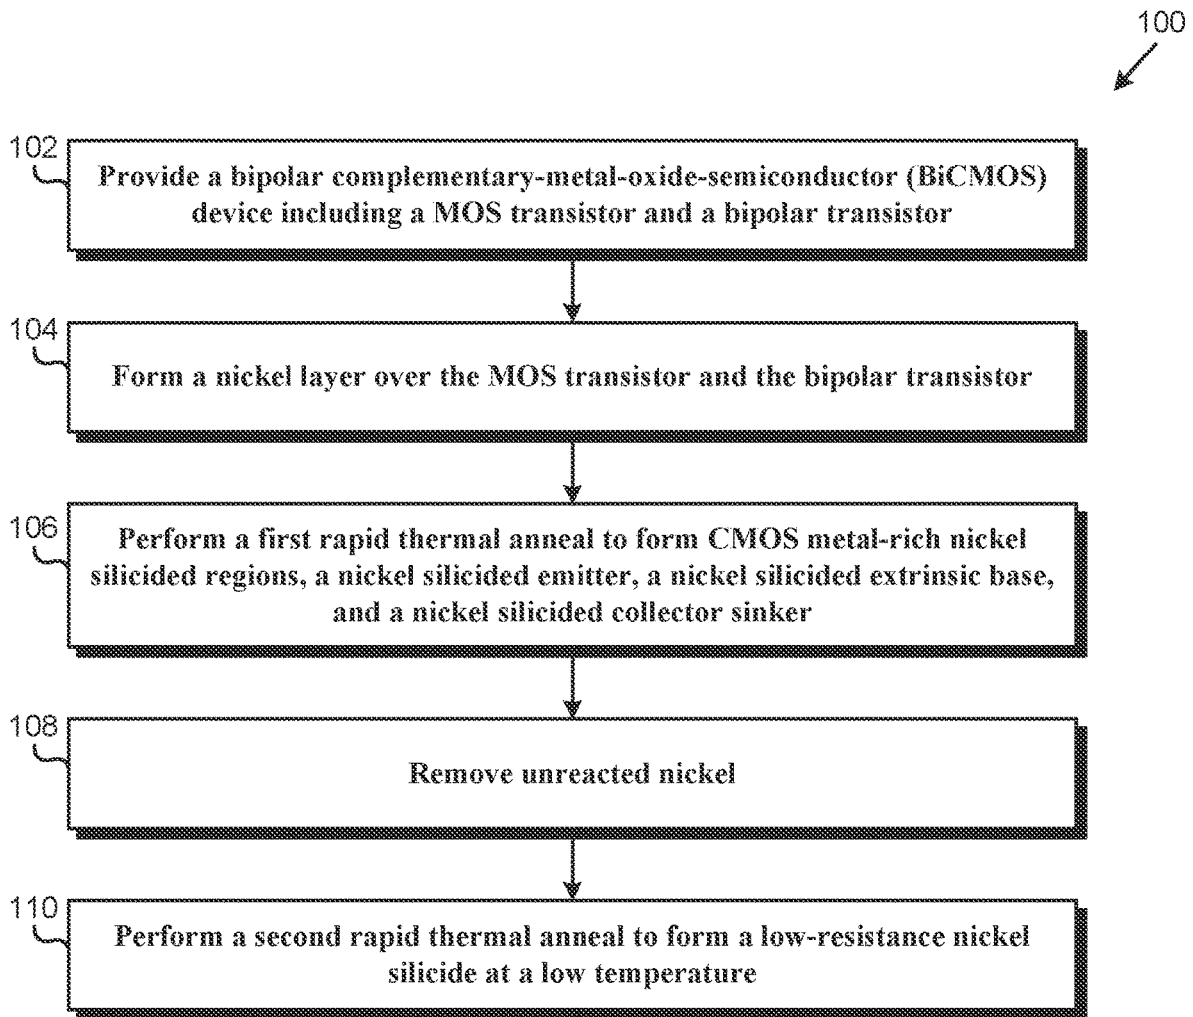 100
102
Provide a bipolar complementary-metal-oxide-semiconductor (BiCMOS)
device including a MOS transistor and a bipolar transistor
104
Form a nickel layer over the MOS transistor and the bipolar transistor
106
Perform a first rapid thermal anneal to form CMOS metal-rich nickel
silicided regions, a nickel silicided emitter, a nickel silicided extrinsic base,
and a nickel silicided collector sinker
108
Remove unreacted nickel
110
Perform a second rapid thermal anneal to form a low-resistance nickel
silicide at a low temperature